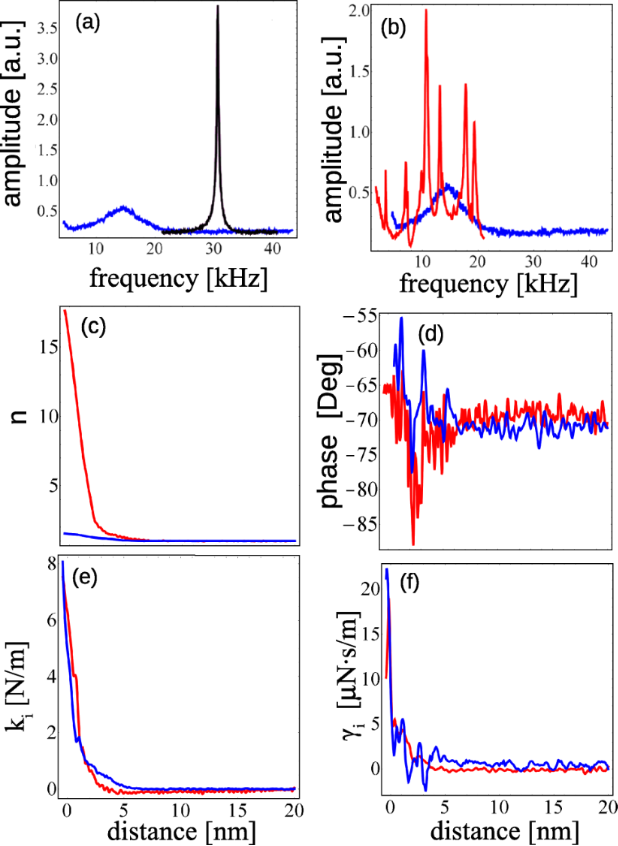 (a)
amplitude [a.u.]
3.5
3.0
2.5
2.0
1.5
1.0
0.5
10 20 30 40
frequency [kHz]
(b)
amplitude [a.u.]
2.0
1.5
1.0
0.5
10 20 30 40
frequency [kHz]
(c)
n
15
10
5
(d)
phase [Deg]
−55
−60
−65
−70
−75
−80
−85
(e)
k i [N/m]
8
6
4
2
0
0 5 10 15 20
distance [nm]
(f)
γ i [μN·s/m]
20
15
10
5
0
0 5 10 15 20
distance [nm]